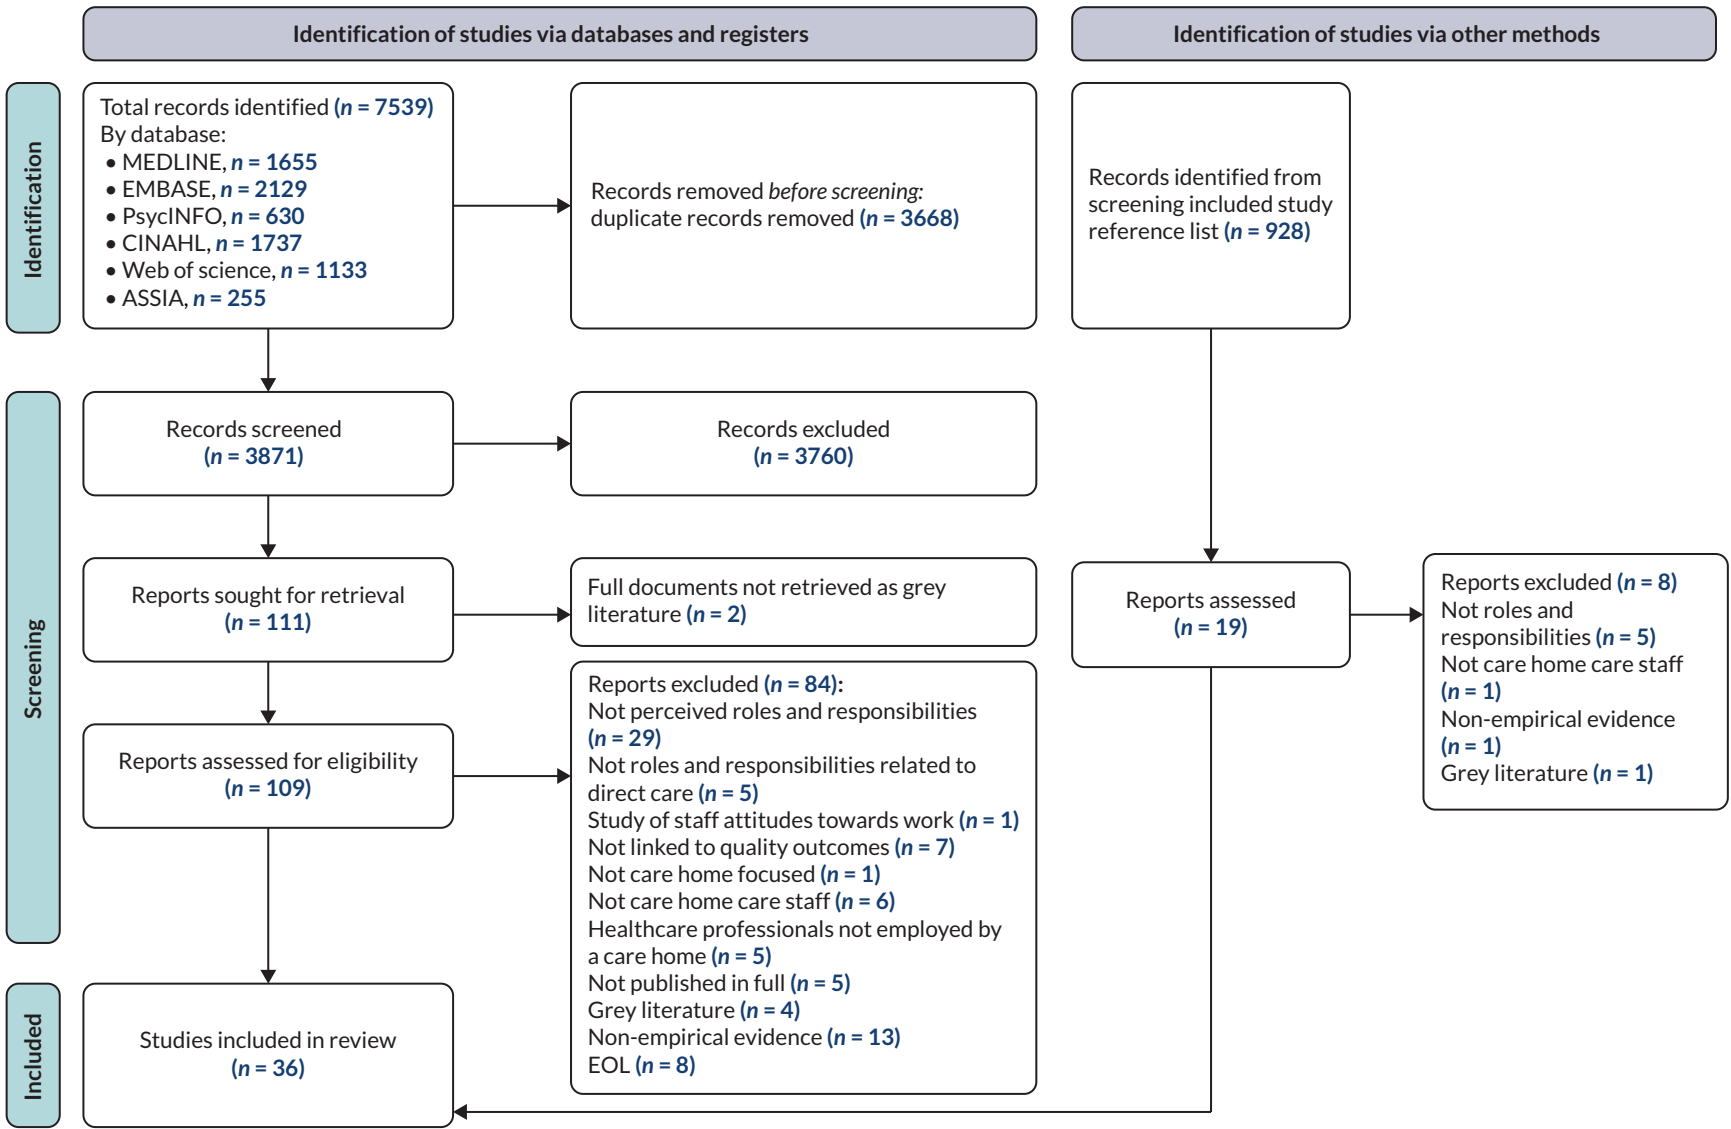 Identification of studies via databases and registers
Identification of studies via other methods
Identification
Total records identified (n = 7539)
By database:
• MEDLINE, n = 1655
• EMBASE, n = 2129
• PsycINFO, n = 630
• CINAHL, n = 1737
• Web of science, n = 1133
• ASSIA, n = 255
Records removed before screening:
duplicate records removed (n = 3668)
Records identified from
screening included study
reference list (n = 928)
Screening
Records screened
(n = 3871)
Records excluded
(n = 3760)
Reports sought for retrieval
(n = 111)
Full documents not retrieved as grey
literature (n = 2)
Reports assessed
(n = 19)
Reports excluded (n = 8)
Not roles and
responsibilities (n = 5)
Not care home care staff
(n = 1)
Non-empirical evidence
(n = 1)
Grey literature (n = 1)
Reports assessed for eligibility
(n = 109)
Reports excluded (n = 84):
Not perceived roles and responsibilities
(n = 29)
Not roles and responsibilities related to
direct care (n = 5)
Study of staff attitudes towards work (n = 1)
Not linked to quality outcomes (n = 7)
Not care home focused (n = 1)
Not care home care staff (n = 6)
Healthcare professionals not employed by
a care home (n = 5)
Not published in full (n = 5)
Grey literature (n = 4)
Non-empirical evidence (n = 13)
EOL (n = 8)
Included
Studies included in review
(n = 36)